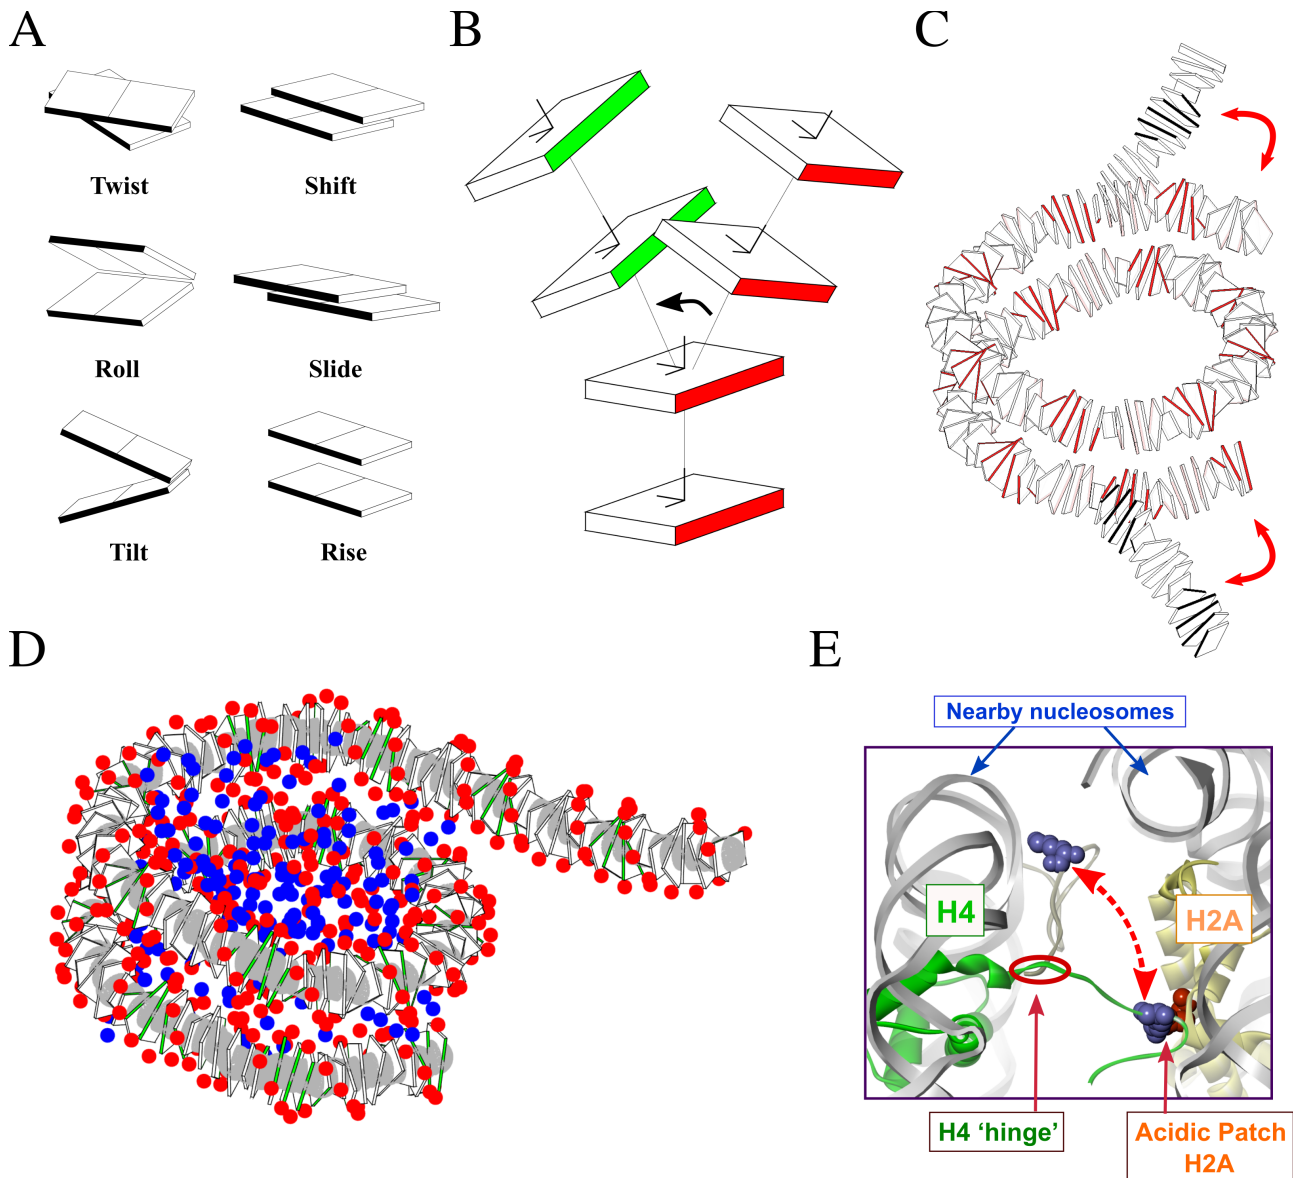 A
B
C
Twist
Shift
Roll
Slide
Tilt
Rise
D
E
Nearby nucleosomes
H4
H2A
H4 ‘hinge’
Acidic Patch
H2A